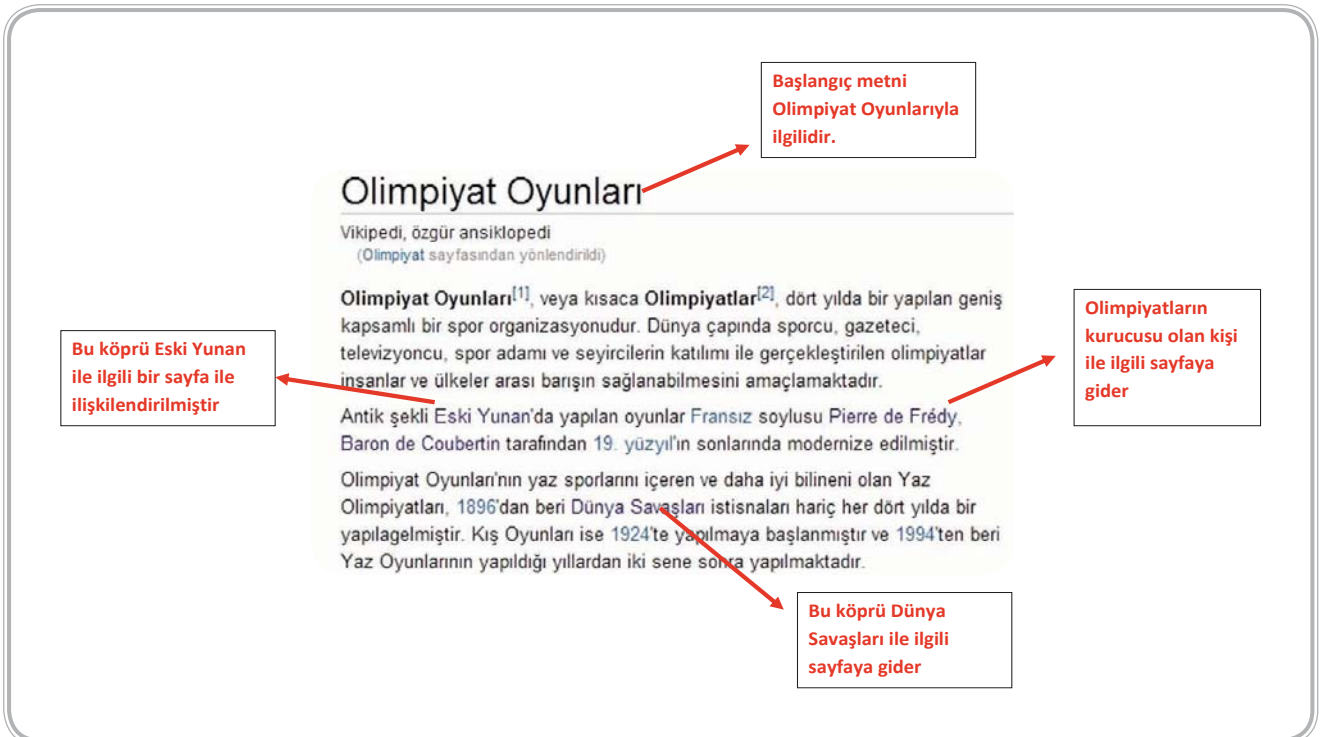 Başlangıç metni
Olimpiyat Oyunlarıyla
ilgilidir.
Olimpiyat Oyunları
Vikipedi, özgür ansiklopedi
(Olimpiyat sayfasından yönlendirildi)
Olimpiyat Oyunları[1], veya kısaca Olimpiyatlar[2], dört yılda bir yapılan geniş
kapsamlı bir spor organizasyonudur. Dünya çapında sporcu, gazeteci,
televizyoncu, spor adamı ve seyircilerin katılımı ile gerçekleştirilen olimpiyatlar
insanlar ve ülkeler arası barışın sağlanabilmesini amaçlamaktadır.
Antik şekli Eski Yunan'da yapılan oyunlar Fransız soylusu Pierre de Frédy,
Baron de Coubertin tarafından 19. yüzyıl'ın sonlarında modernize edilmiştir.
Olimpiyat Oyunları'nın yaz sporlarını içeren ve daha iyi bilineni olan Yaz
Olimpiyatları, 1896'dan beri Dünya Savaşları istisnaları hariç her dört yılda bir
yapılagelmiştir. Kış Oyunları ise 1924'te yapılmaya başlanmıştır ve 1994'ten beri
Yaz Oyunlarının yapıldığı yıllardan iki sene sonra yapılmaktadır.
Bu köprü Eski Yunan
ile ilgili bir sayfa ile
ilişkilendirilmiştir
Olimpiyatların
kurucusu olan kişi
ile ilgili sayfaya
gider
Bu köprü Dünya
Savaşları ile ilgili
sayfaya gider